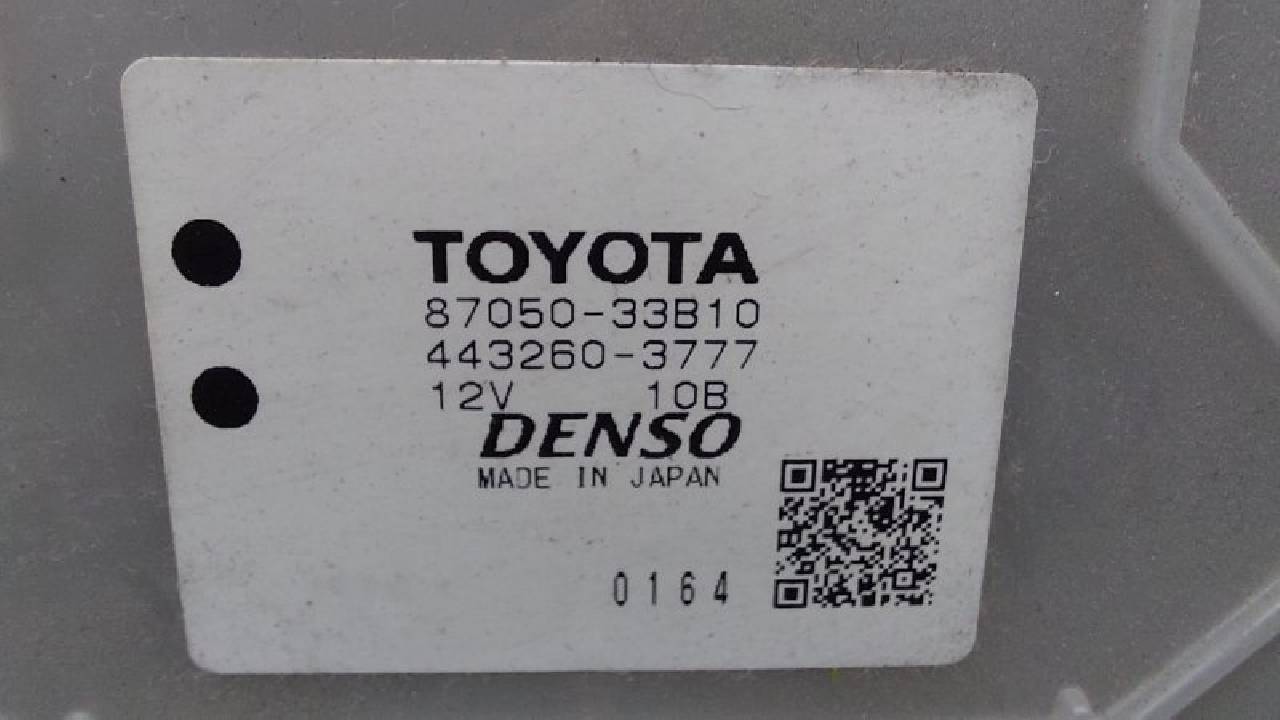 TOYOTA
87050-33B10
443260-3777
12V 10B
DENSO
MADE IN JAPAN
0164